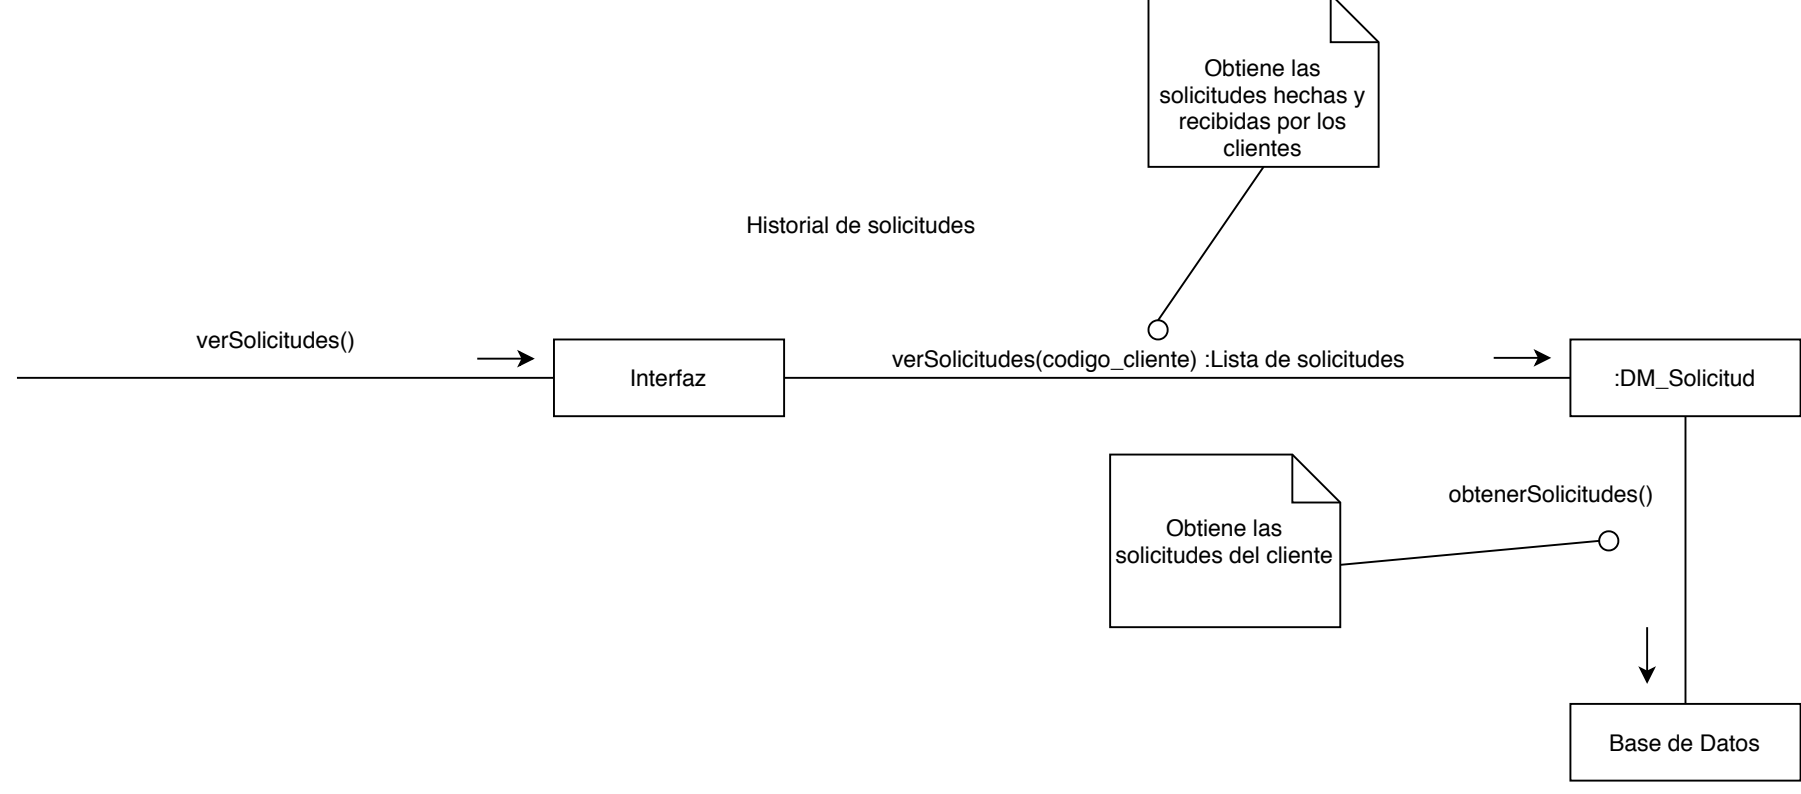 Obtiene las
solicitudes hechas y
recibidas por los
clientes
Historial de solicitudes
verSolicitudes()
verSolicitudes(codigo_cliente) :Lista de solicitudes
Interfaz
:DM_Solicitud
obtenerSolicitudes()
Obtiene las
solicitudes del cliente
Base de Datos